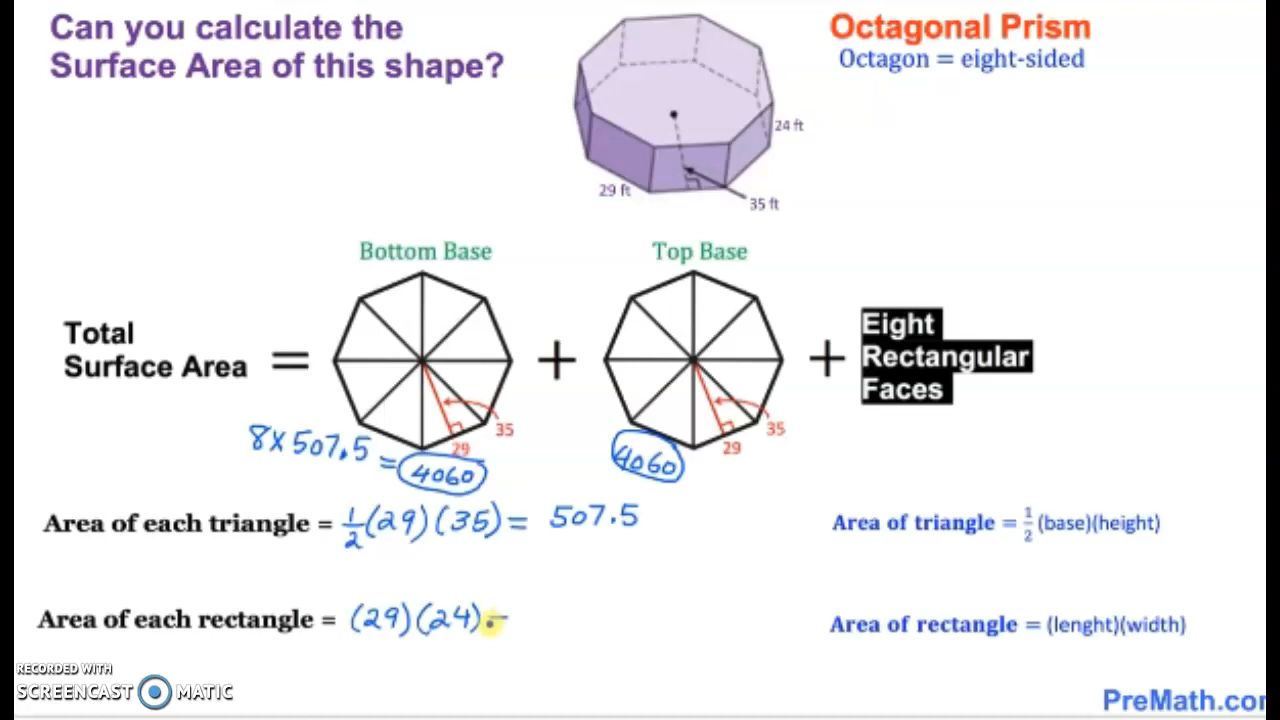 Can you calculate the
Surface Area of this shape?
Octagonal Prism
Octagon = eight-sided
24 ft
29 ft
35 ft
Bottom Base
Top Base
Total
Surface Area
=
+
+
Eight
Rectangular
Faces
35
29
35
29
8×507.5 = 4060
4060
Area of each triangle = 1/2(29)(35) = 507.5
Area of triangle = 1/2 (base)(height)
Area of each rectangle = (29)(24) =
Area of rectangle = (lenght)(width)
RECORDED WITH
SCREENCAST MATIC
PreMath.com